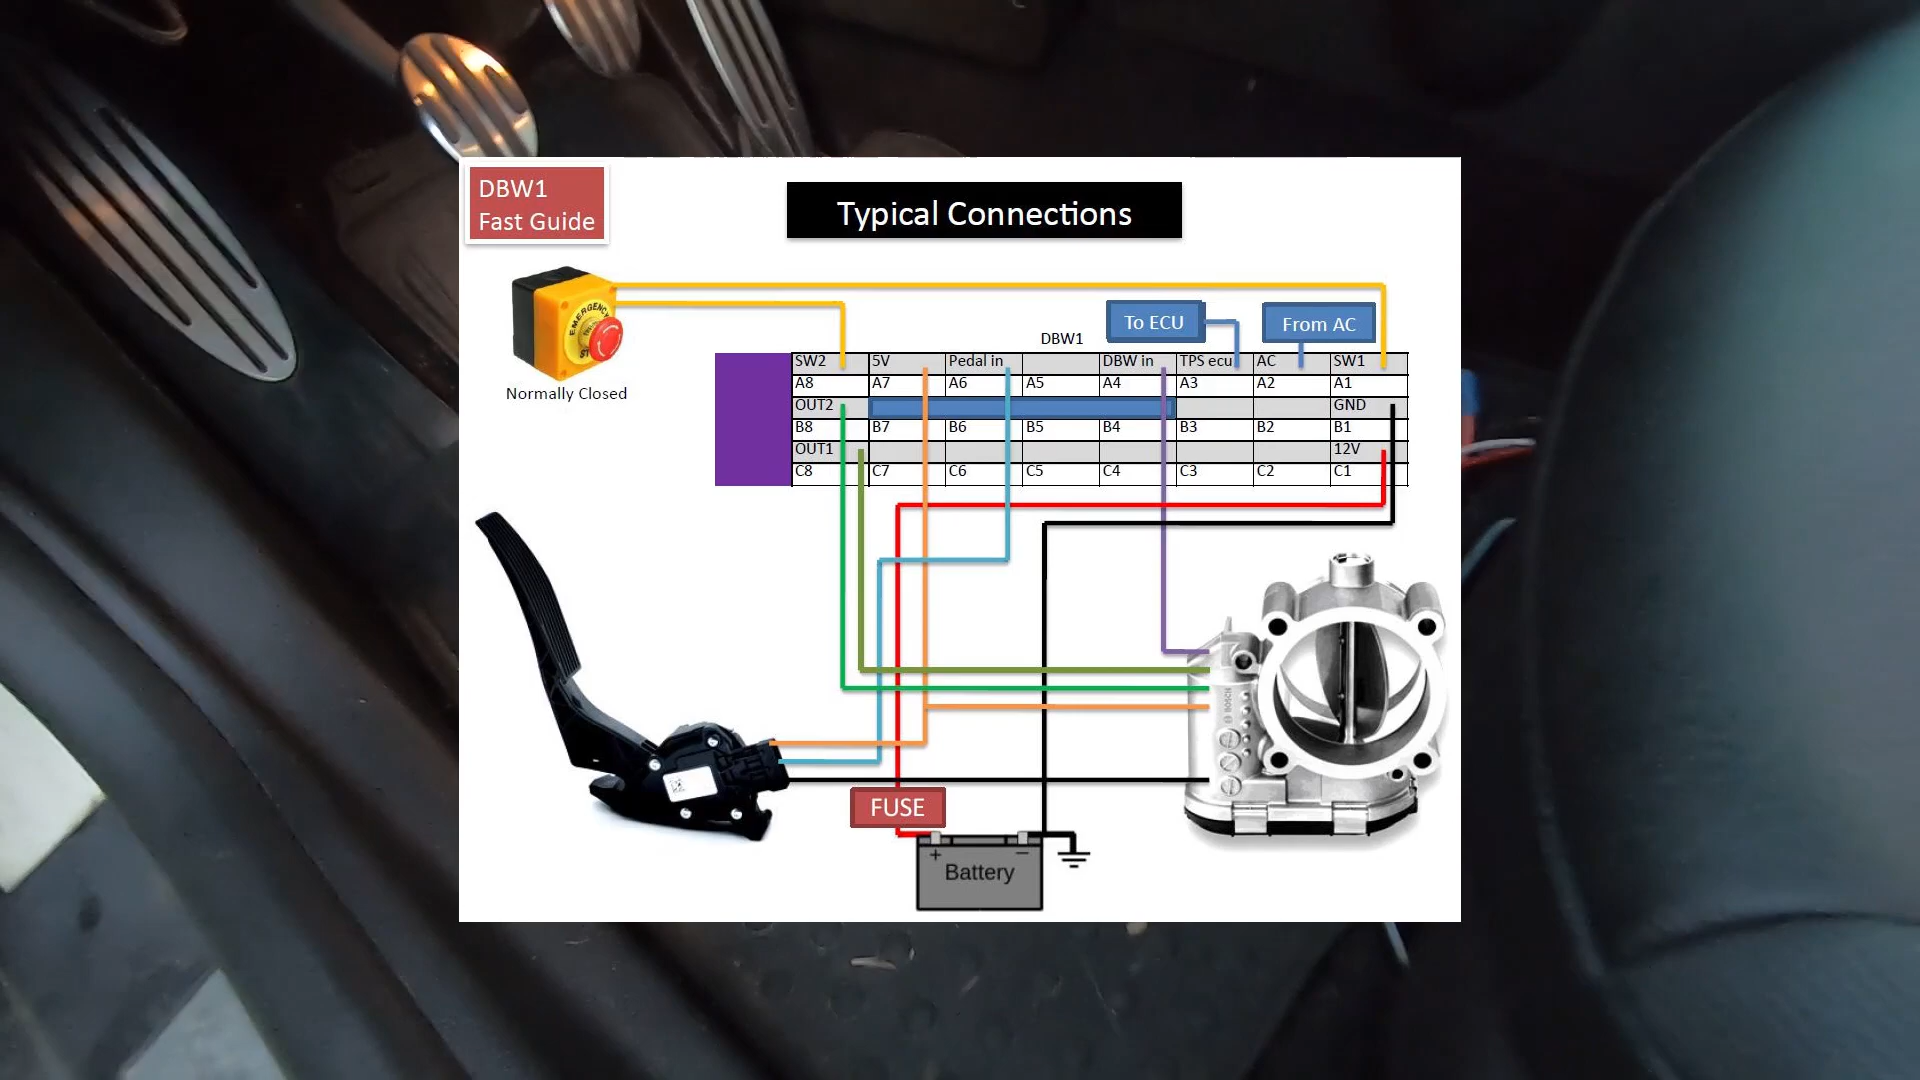 DBW1
Fast Guide
Typical Connections
EMERGENCY
Normally Closed
To ECU
From AC
DBW1
SW2 5V Pedal in DBW in TPS ecu AC SW1
A8 A7 A6 A5 A4 A3 A2 A1
OUT2 GND
B8 B7 B6 B5 B4 B3 B2 B1
OUT1 12V
C8 C7 C6 C5 C4 C3 C2 C1
BOSCH
FUSE
+ −
Battery